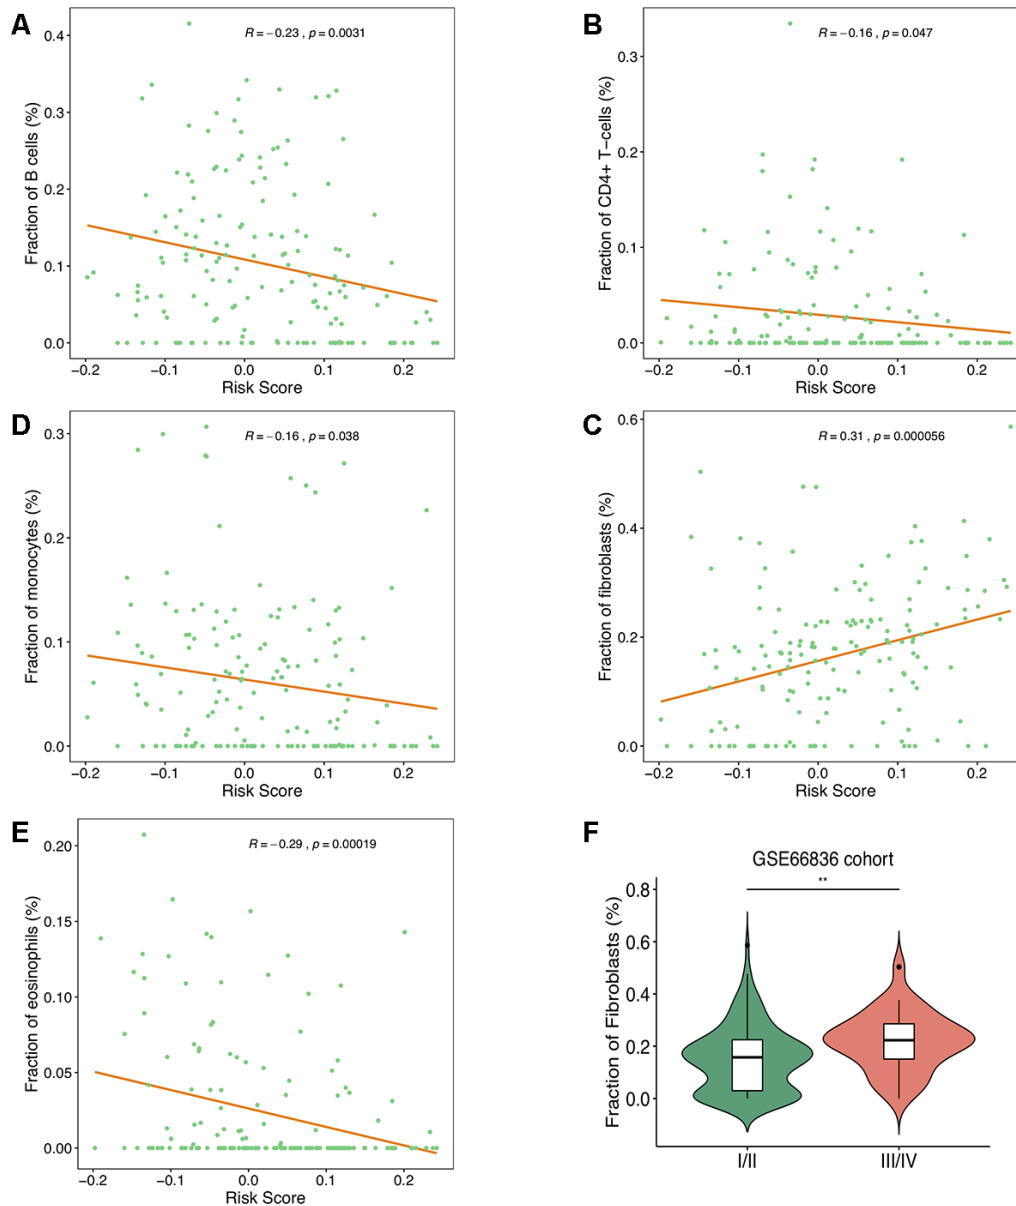 A
R = −0.23 , p = 0.0031
Fraction of B cells (%)
0.4
0.3
0.2
0.1
0.0
−0.2 −0.1 0.0 0.1 0.2
Risk Score
B
R = −0.16 , p = 0.047
Fraction of CD4+ T−cells (%)
0.3
0.2
0.1
0.0
−0.2 −0.1 0.0 0.1 0.2
Risk Score
D
R = −0.16 , p = 0.038
Fraction of monocytes (%)
0.3
0.2
0.1
0.0
−0.2 −0.1 0.0 0.1 0.2
Risk Score
C
R = 0.31 , p = 0.000056
Fraction of fibroblasts (%)
0.6
0.4
0.2
0.0
−0.2 −0.1 0.0 0.1 0.2
Risk Score
E
R = −0.29 , p = 0.00019
Fraction of eosinophils (%)
0.20
0.15
0.10
0.05
0.00
−0.2 −0.1 0.0 0.1 0.2
Risk Score
F
GSE66836 cohort
**
Fraction of Fibroblasts (%)
0.8
0.6
0.4
0.2
0.0
I/II III/IV